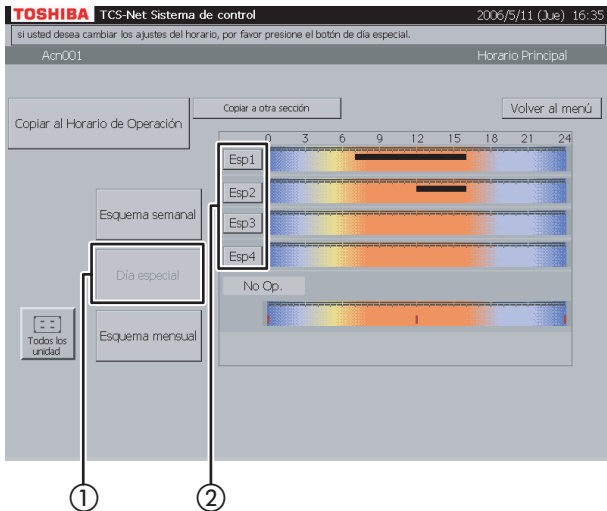 TOSHIBA TCS-Net Sistema de control 2006/5/11 (Jue) 16:35
si usted desea cambiar los ajustes del horario, por favor presione el botón de día especial.
Acn001 Horario Principal
Copiar al Horario de Operación
Copiar a otra sección
Volver al menú
0 3 6 9 12 15 18 21 24
Esp1
Esp2
Esquema semanal
Esp3
Esp4
Día especial
No Op.
Todos los
unidad
Esquema mensual
① ②